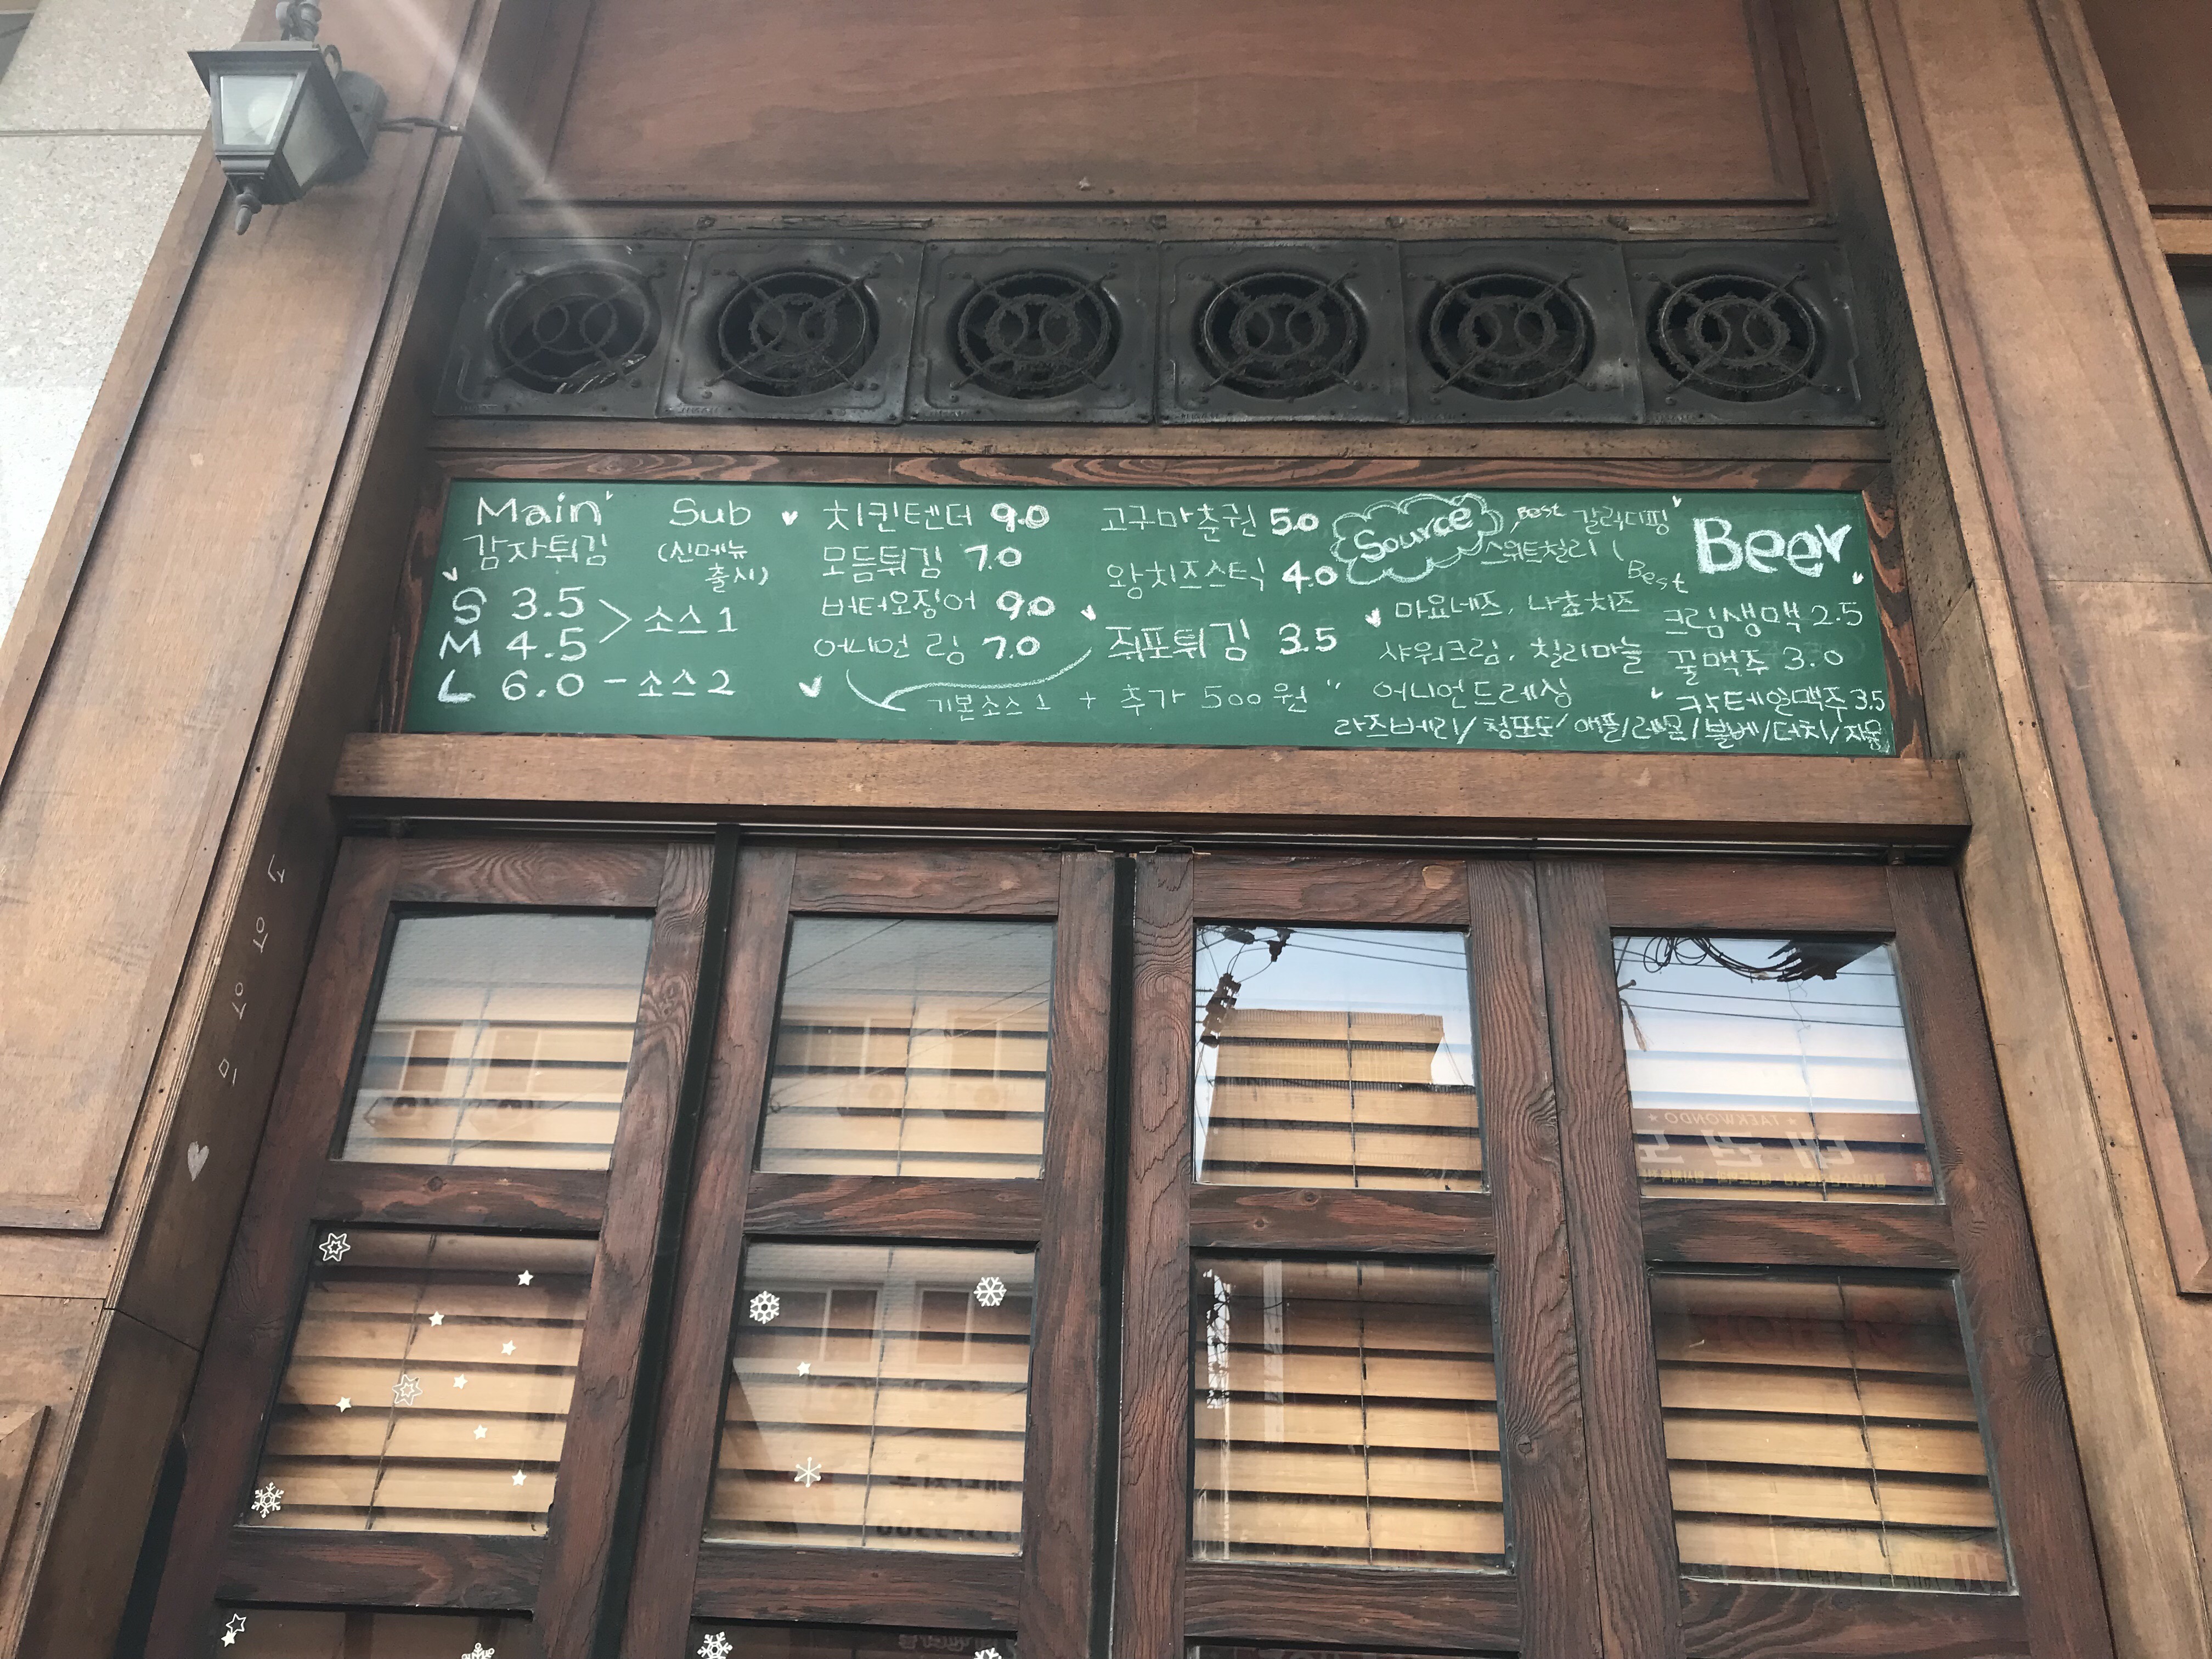 Main
감자튀김
S 3.5
M 4.5
> 소스1
L 6.0 - 소스2
Sub
(신메뉴
출시)
치킨텐더 9.0
모듬튀김 7.0
버터오징어 9.0
어니언 링 7.0
고구마춘권 5.0
왕치즈스틱 4.0
쥐포튀김 3.5
기본소스 1 + 추가 500원
Source
Best 갈릭디핑
스위트칠리
Best
마요네즈, 나쵸치즈
샤워크림, 칠리마늘
어니언드레싱
Beer
크림생맥 2.5
꿀맥주 3.0
칵테일맥주 3.5
라즈베리/청포도/애플/레몬/블베/더치/자몽
TAEKWONDO
태권도